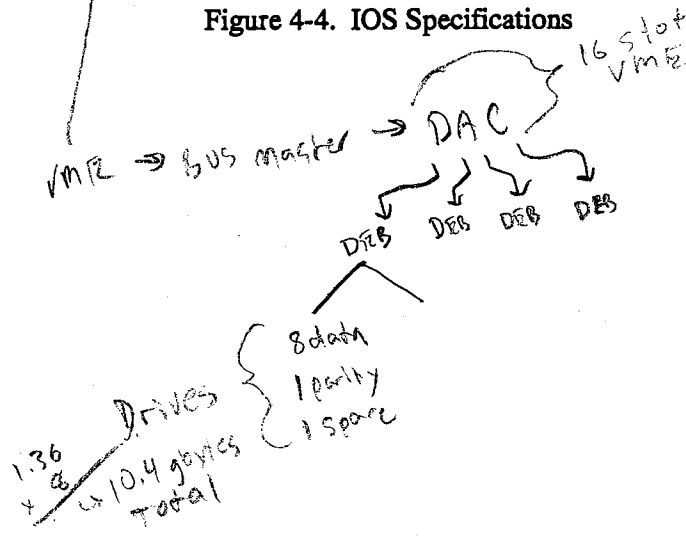 Figure 4-4. IOS Specifications
16 slot
VME
VME → BUS master → DAC
DEB DEB DEB DEB
8 data
1 parity
1 spare
Drives
1.36
x 8
10.4 gbytes
Total